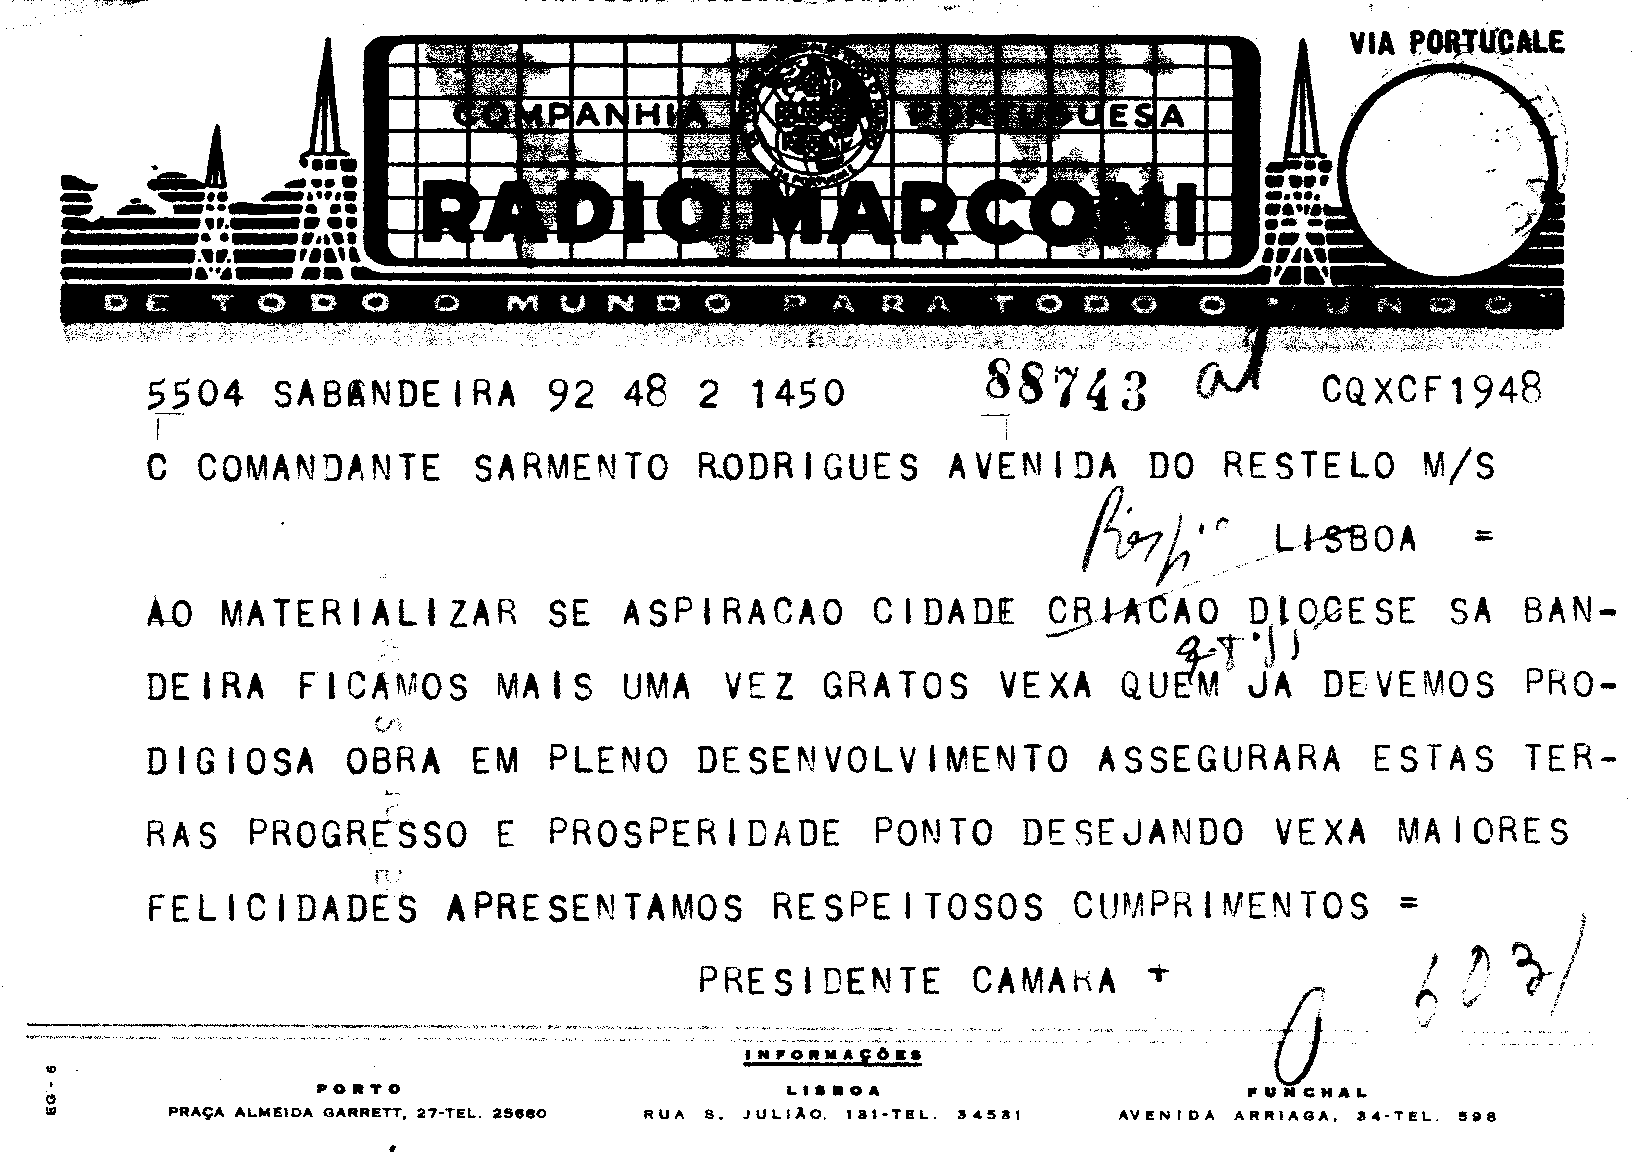 VIA PORTUCALE
COMPANHIA PORTUGUESA
RADIO MARCONI
DE TODO O MUNDO PARA TODO O MUNDO
5504 SABANDEIRA 92 48 2 1450 88743 CQXCF1948
C COMANDANTE SARMENTO RODRIGUES AVENIDA DO RESTELO M/S
LISBOA =
AO MATERIALIZAR SE ASPIRACAO CIDADE CRIACAO DIOCESE SA BAN-
DEIRA FICAMOS MAIS UMA VEZ GRATOS VEXA QUEM JA DEVEMOS PRO-
DIGIOSA OBRA EM PLENO DESENVOLVIMENTO ASSEGURARA ESTAS TER-
RAS PROGRESSO E PROSPERIDADE PONTO DESEJANDO VEXA MAIORES
FELICIDADES APRESENTAMOS RESPEITOSOS CUMPRIMENTOS =
PRESIDENTE CAMARA +
INFORMAÇÕES
PORTO LISBOA FUNCHAL
PRAÇA ALMEIDA GARRETT, 27-TEL. 25680 RUA S. JULIÃO, 131-TEL. 34531 AVENIDA ARRIAGA, 34-TEL. 598
EG-6